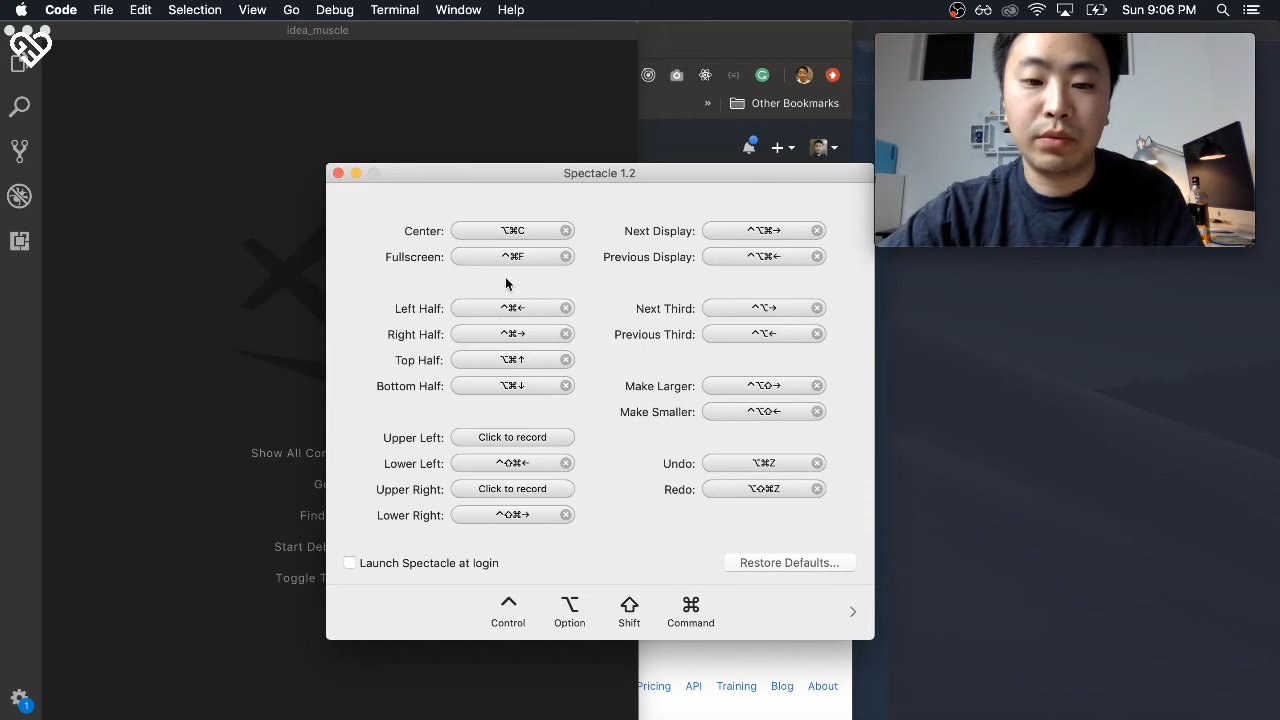 Code File Edit Selection View Go Debug Terminal Window Help Sun 9:06 PM
idea_muscle
Other Bookmarks
Spectacle 1.2
Center: ⌥⌘C Next Display: ^⌥⌘→
Fullscreen: ^⌘F Previous Display: ^⌥⌘←
Left Half: ^⌘← Next Third: ^⌥→
Right Half: ^⌘→ Previous Third: ^⌥←
Top Half: ⌥⌘↑
Bottom Half: ⌥⌘↓ Make Larger: ^⌥⇧→
Make Smaller: ^⌥⇧←
Upper Left: Click to record
Lower Left: ^⇧⌘← Undo: ⌥⌘Z
Upper Right: Click to record Redo: ⌥⇧⌘Z
Lower Right: ^⇧⌘→
Show All Co
Go
Find
Start De
Toggle T
Launch Spectacle at login Restore Defaults...
Control Option Shift Command
Pricing API Training Blog About
1